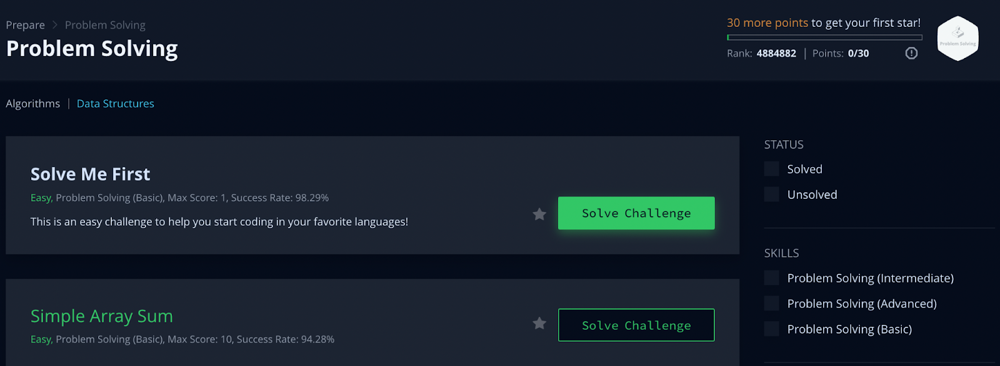 Prepare > Problem Solving
Problem Solving
30 more points to get your first star!
Rank: 4884882 | Points: 0/30
Problem Solving
Algorithms | Data Structures
Solve Me First
Easy, Problem Solving (Basic), Max Score: 1, Success Rate: 98.29%
This is an easy challenge to help you start coding in your favorite languages!
Solve Challenge
Simple Array Sum
Easy, Problem Solving (Basic), Max Score: 10, Success Rate: 94.28%
Solve Challenge
STATUS
Solved
Unsolved
SKILLS
Problem Solving (Intermediate)
Problem Solving (Advanced)
Problem Solving (Basic)